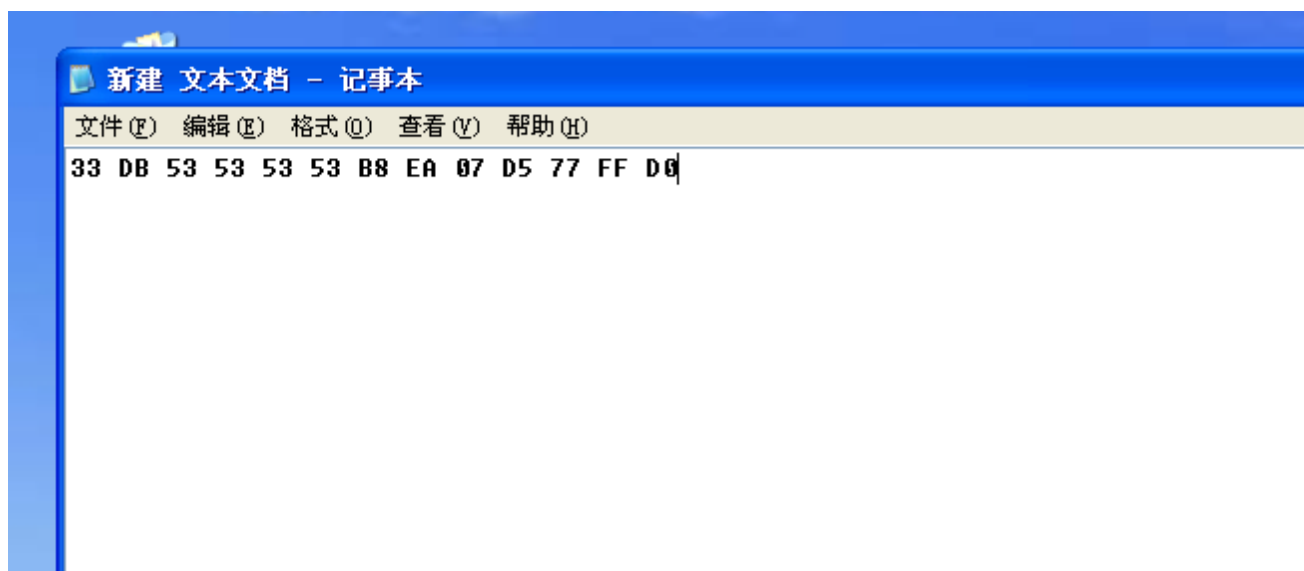 新建 文本文档 - 记事本
文件(F) 编辑(E) 格式(O) 查看(V) 帮助(H)
33 DB 53 53 53 53 B8 EA 07 D5 77 FF D0